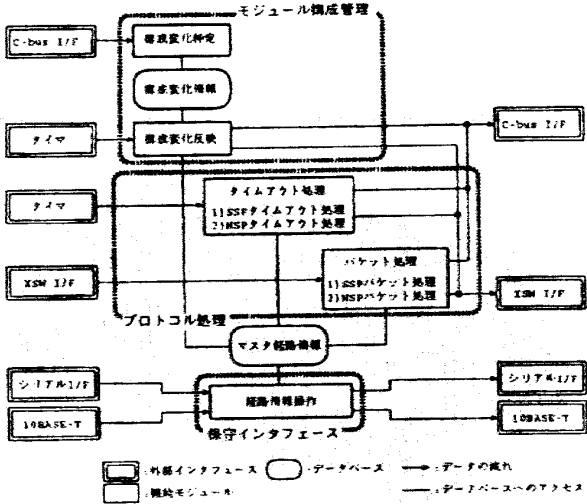 モジュール構成管理
C-bus I/F
構成変化特定
構成変化情報
C-bus I/F
タイマ
構成変化反映
タイムアウト処理
タイマ
1)SSPタイムアウト処理
2)NSPタイムアウト処理
パケット処理
XSW I/F
1)SSPパケット処理
2)NSPパケット処理
XSW I/F
プロトコル処理
マスタ経路情報
シリアルI/F
シリアルI/F
経路情報操作
10BASE-T
10BASE-T
保守インタフェース
:外部インタフェース
:データベース
:データの流れ
:機能モジュール
:データベースへのアクセス